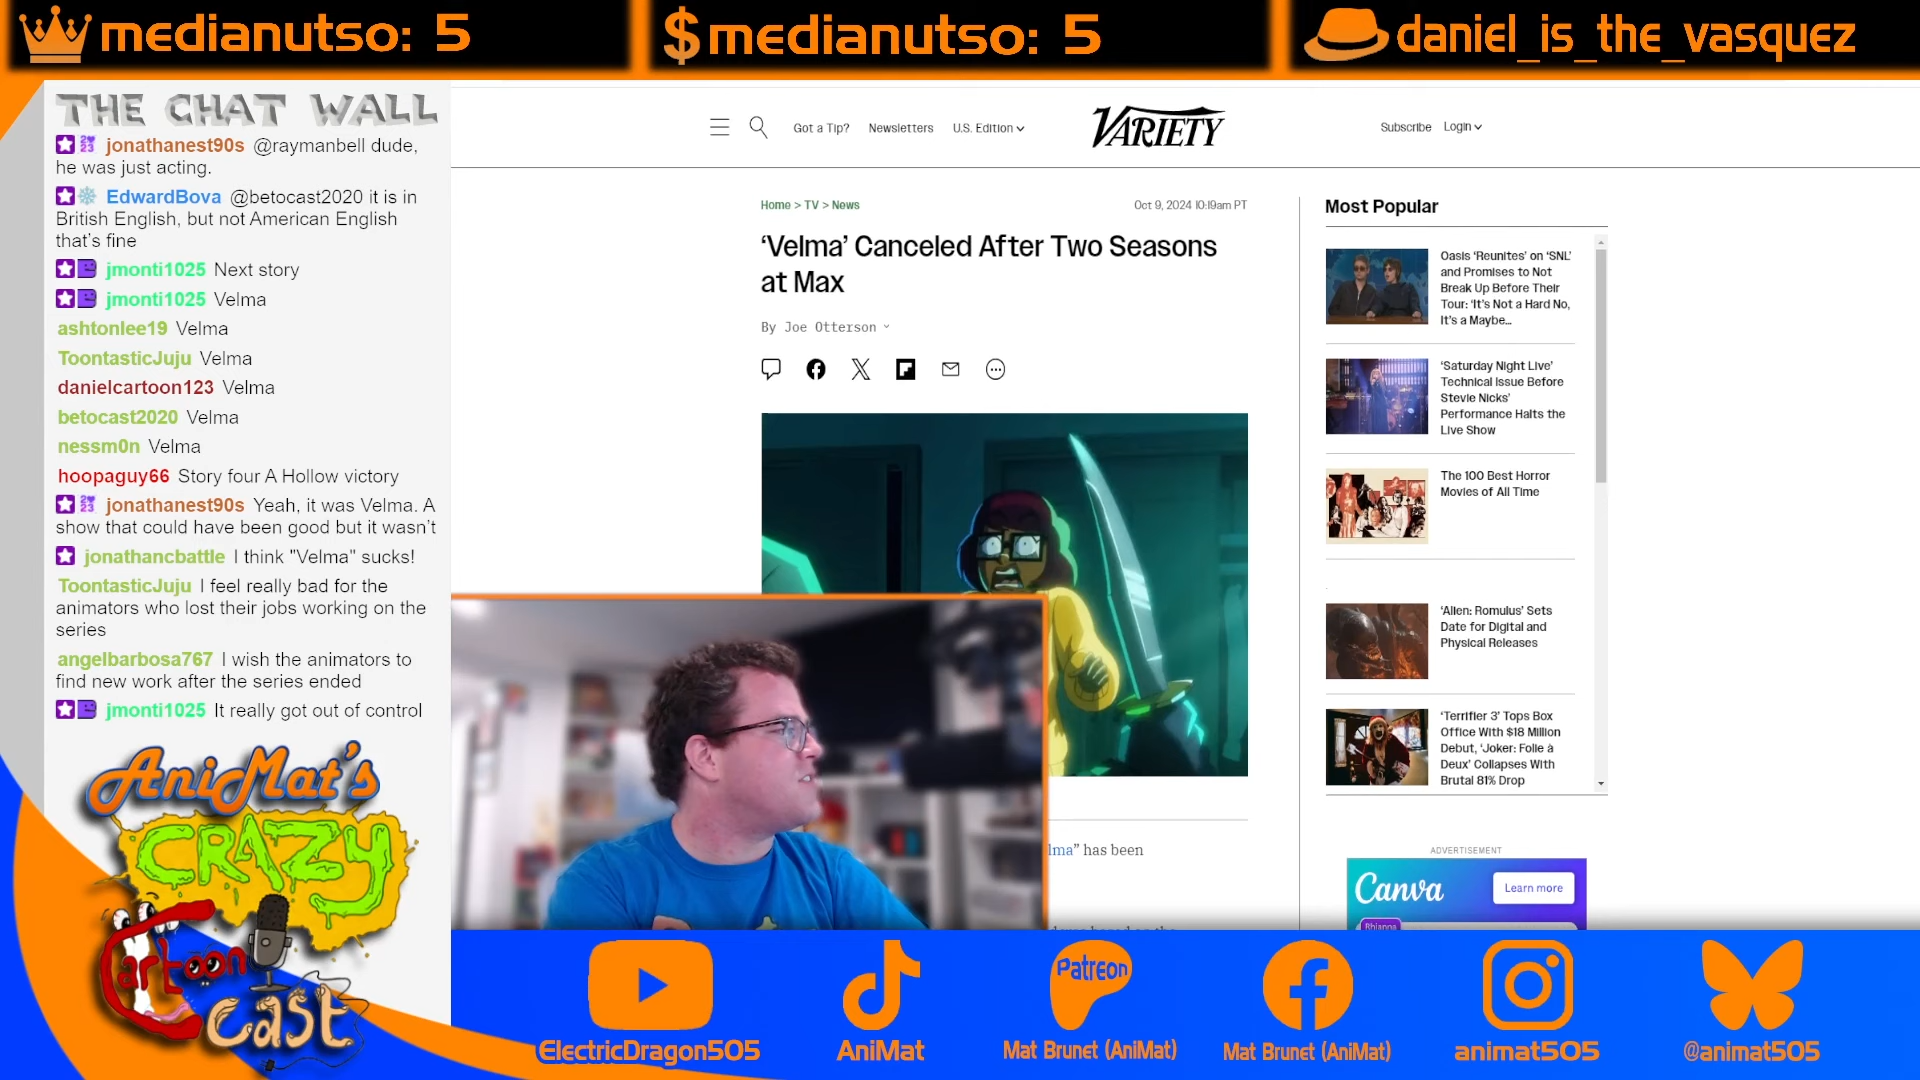 medianutso: 5
$ medianutso: 5
daniel_is_the_vasquez
THE CHAT WALL
jonathanest90s @raymanbell dude,
he was just acting.
EdwardBova @betocast2020 it is in
British English, but not American English
that's fine
jmonti1025 Next story
jmonti1025 Velma
ashtonlee19 Velma
ToontasticJuju Velma
danielcartoon123 Velma
betocast2020 Velma
nessm0n Velma
hoopaguy66 Story four A Hollow victory
jonathanest90s Yeah, it was Velma. A
show that could have been good but it wasn't
jonathancbattle I think "Velma" sucks!
ToontasticJuju I feel really bad for the
animators who lost their jobs working on the
series
angelbarbosa767 I wish the animators to
find new work after the series ended
jmonti1025 It really got out of control
AniMat's
CRAZY
Cartoon
Cast
Got a Tip? Newsletters U.S. Edition
VARIETY
Subscribe Login
Home > TV > News
Oct 9, 2024 10:19am PT
‘Velma’ Canceled After Two Seasons
at Max
By Joe Otterson
lma” has been
Most Popular
Oasis ‘Reunites’ on ‘SNL’
and Promises to Not
Break Up Before Their
Tour: ‘It’s Not a Hard No,
It’s a Maybe...
‘Saturday Night Live’
Technical Issue Before
Stevie Nicks’
Performance Halts the
Live Show
The 100 Best Horror
Movies of All Time
‘Alien: Romulus’ Sets
Date for Digital and
Physical Releases
‘Terrifier 3’ Tops Box
Office With $18 Million
Debut, ‘Joker: Folie à
Deux’ Collapses With
Brutal 81% Drop
ADVERTISEMENT
Canva
Learn more
Patreon
ElectricDragon505
AniMat
Mat Brunet (AniMat)
Mat Brunet (AniMat)
animat505
@animat505